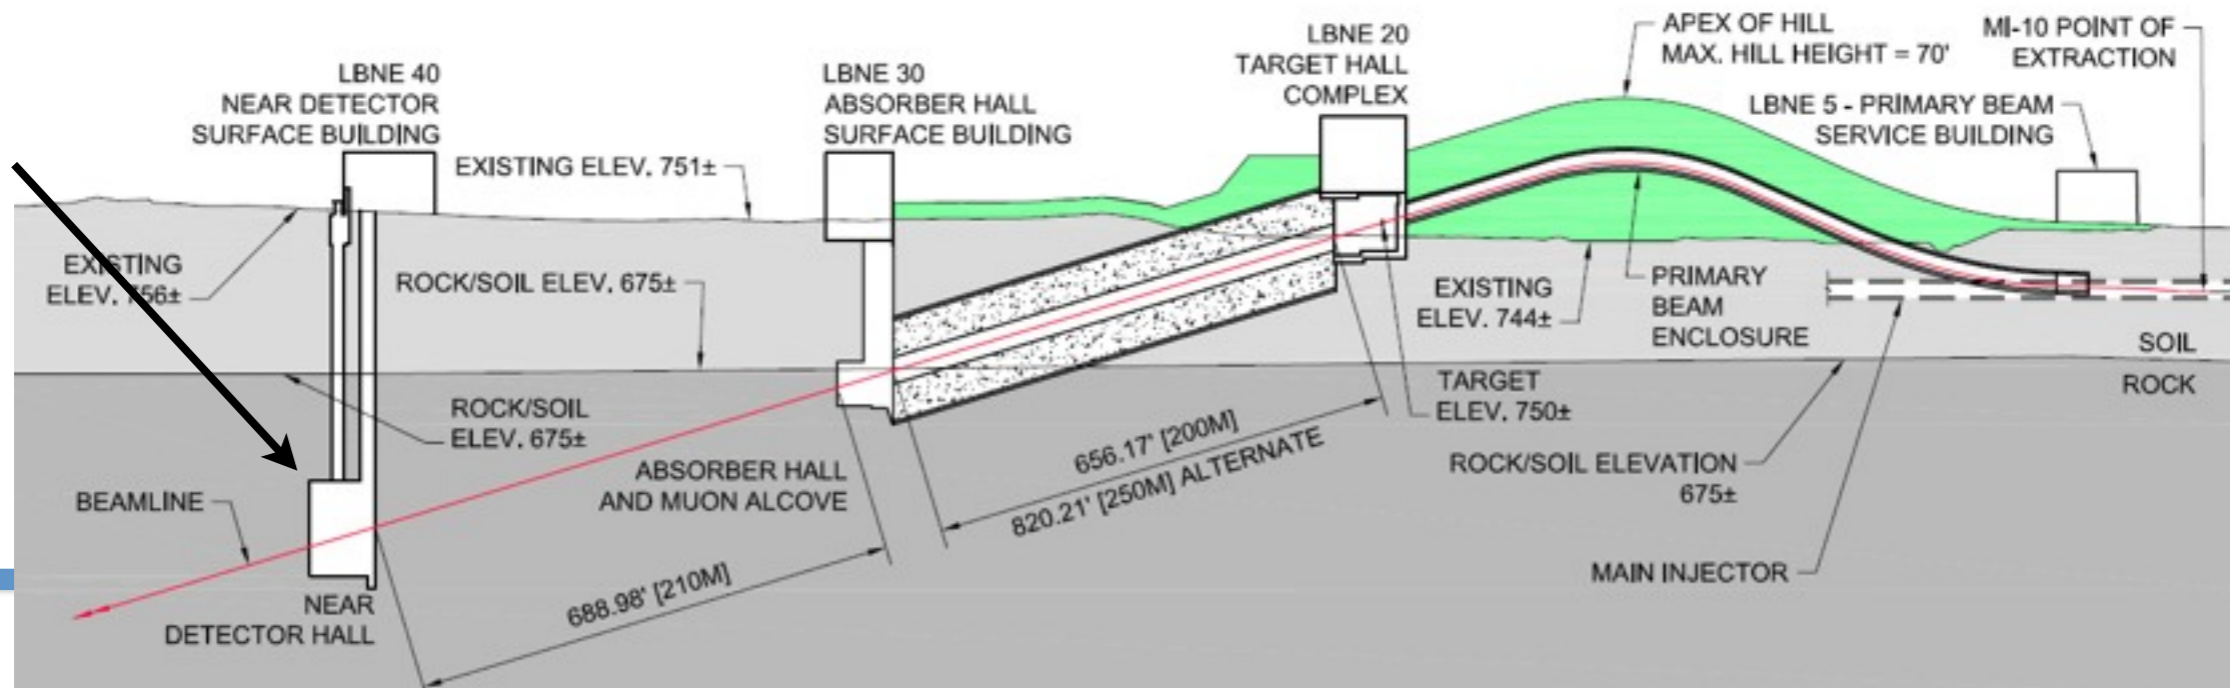 LBNE 40
NEAR DETECTOR
SURFACE BUILDING
LBNE 30
ABSORBER HALL
SURFACE BUILDING
LBNE 20
TARGET HALL
COMPLEX
APEX OF HILL
MAX. HILL HEIGHT = 70'
MI-10 POINT OF
EXTRACTION
LBNE 5 - PRIMARY BEAM
SERVICE BUILDING
EXISTING ELEV. 751±
EXISTING
ELEV. 756±
ROCK/SOIL ELEV. 675±
EXISTING
ELEV. 744±
PRIMARY
BEAM
ENCLOSURE
SOIL
ROCK
ROCK/SOIL
ELEV. 675±
TARGET
ELEV. 750±
BEAMLINE
ABSORBER HALL
AND MUON ALCOVE
656.17' [200M]
820.21' [250M] ALTERNATE
ROCK/SOIL ELEVATION
675±
688.98' [210M]
MAIN INJECTOR
NEAR
DETECTOR HALL